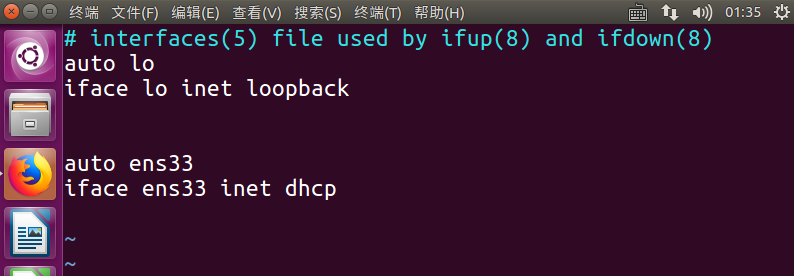 终端 文件(F) 编辑(E) 查看(V) 搜索(S) 终端(T) 帮助(H) 01:35
# interfaces(5) file used by ifup(8) and ifdown(8)
auto lo
iface lo inet loopback
auto ens33
iface ens33 inet dhcp
~
~